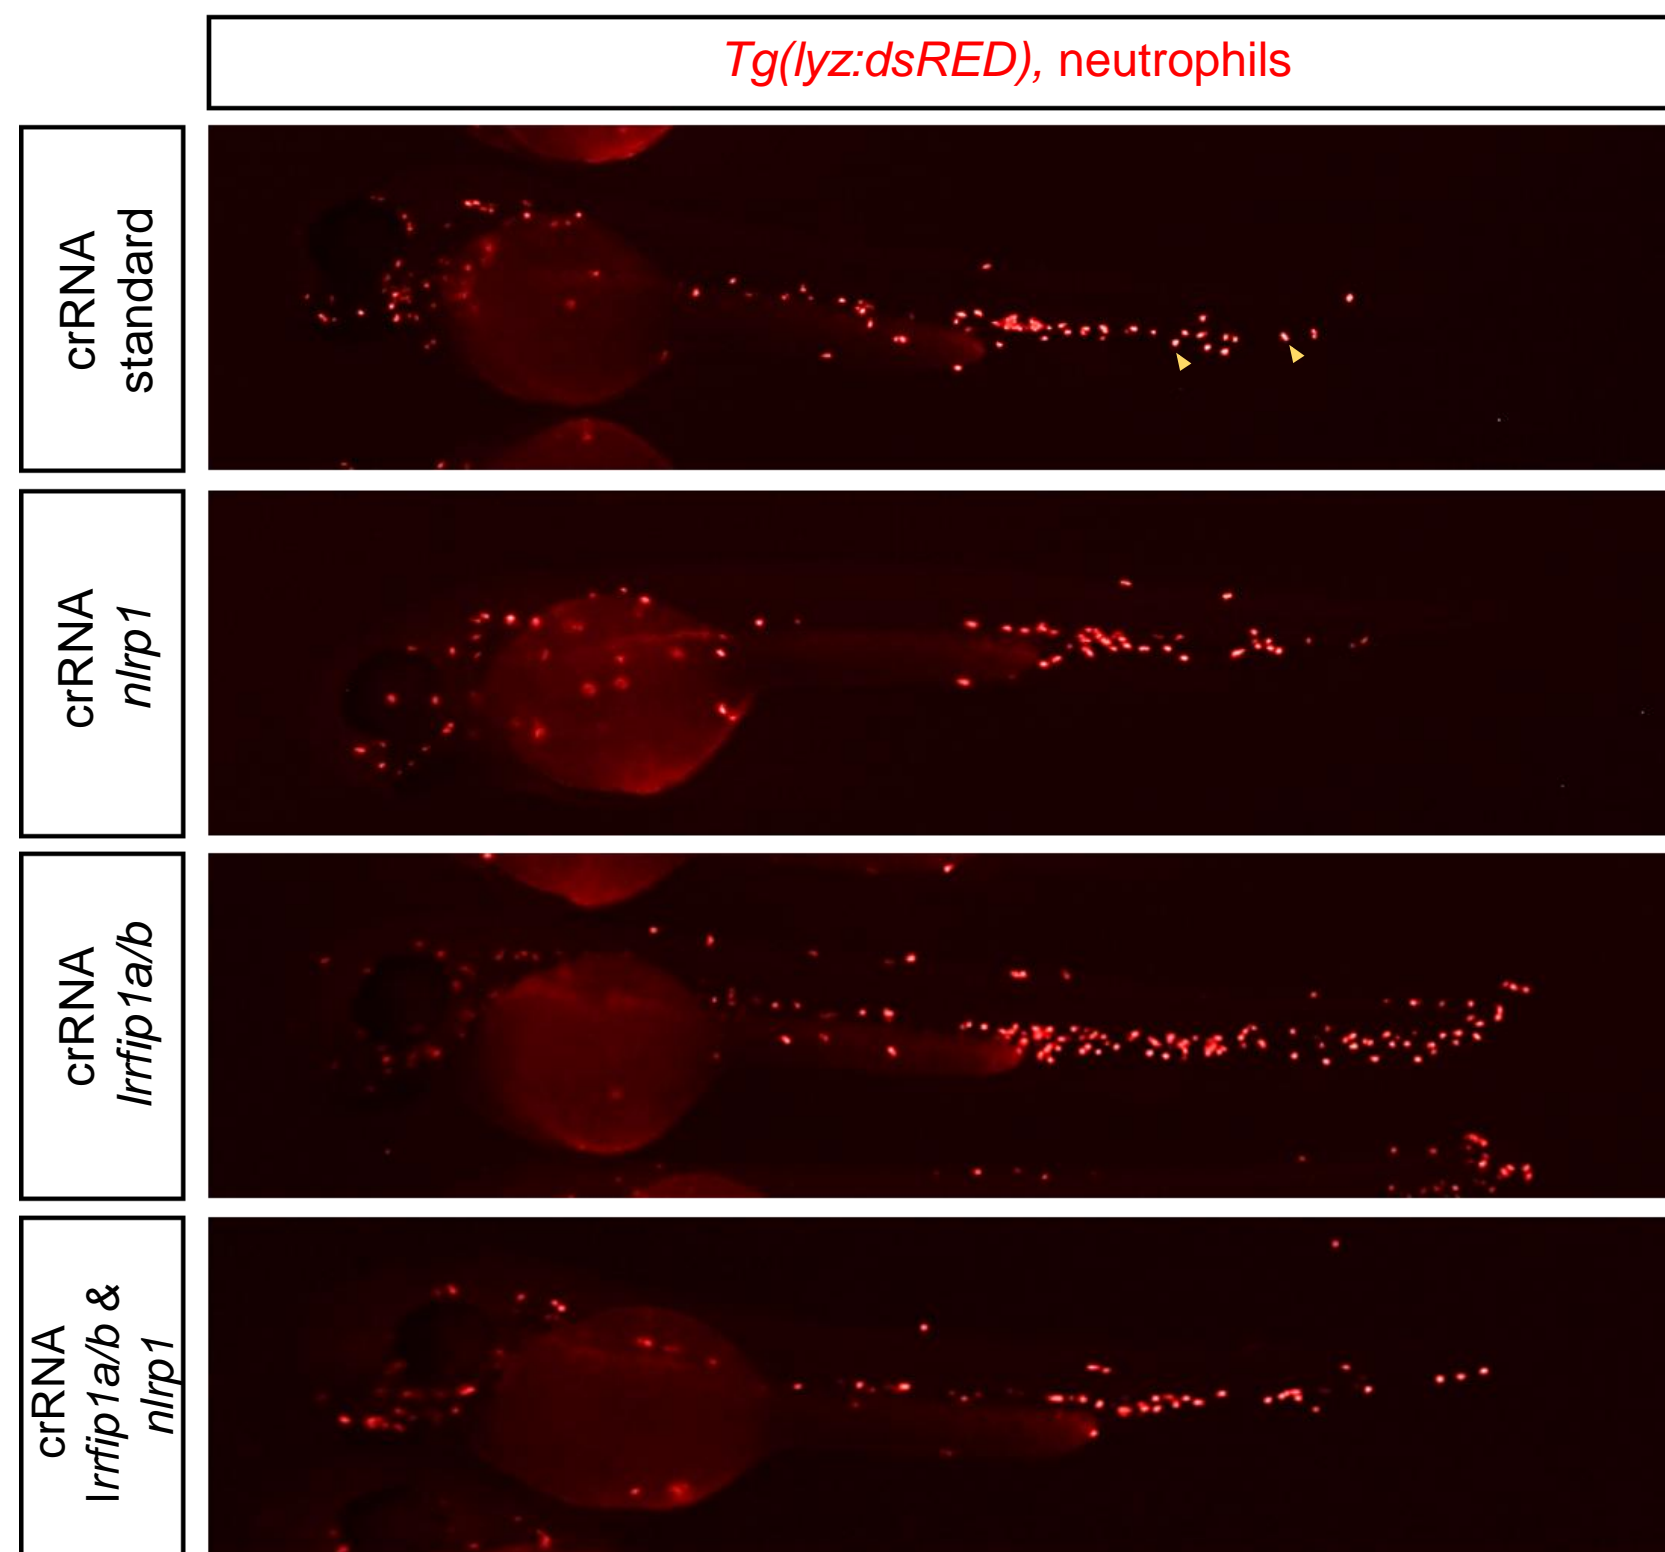 Tg(lyz:dsRED), neutrophils
crRNA
standard
crRNA
nlrp1
crRNA
lrrfip1a/b
crRNA
lrrfip1a/b &
nlrp1